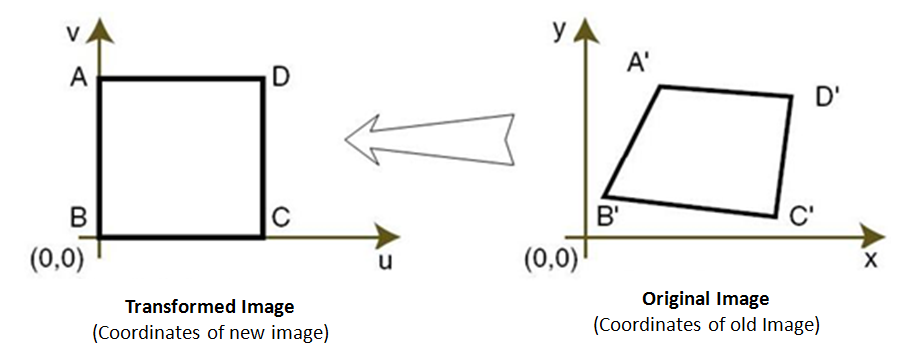 v
A
D
B
C
(0,0)
u
Transformed Image
(Coordinates of new image)
y
A'
D'
B'
C'
(0,0)
x
Original Image
(Coordinates of old Image)